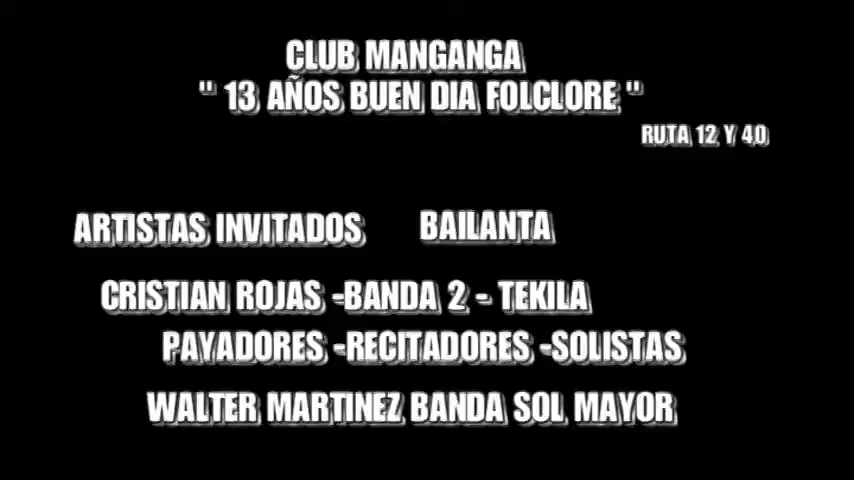 CLUB MANGANGA
" 13 AÑOS BUEN DIA FOLCLORE "
RUTA 12 Y 40
ARTISTAS INVITADOS BAILANTA
CRISTIAN ROJAS -BANDA 2 - TEKILA
PAYADORES -RECITADORES -SOLISTAS
WALTER MARTINEZ BANDA SOL MAYOR